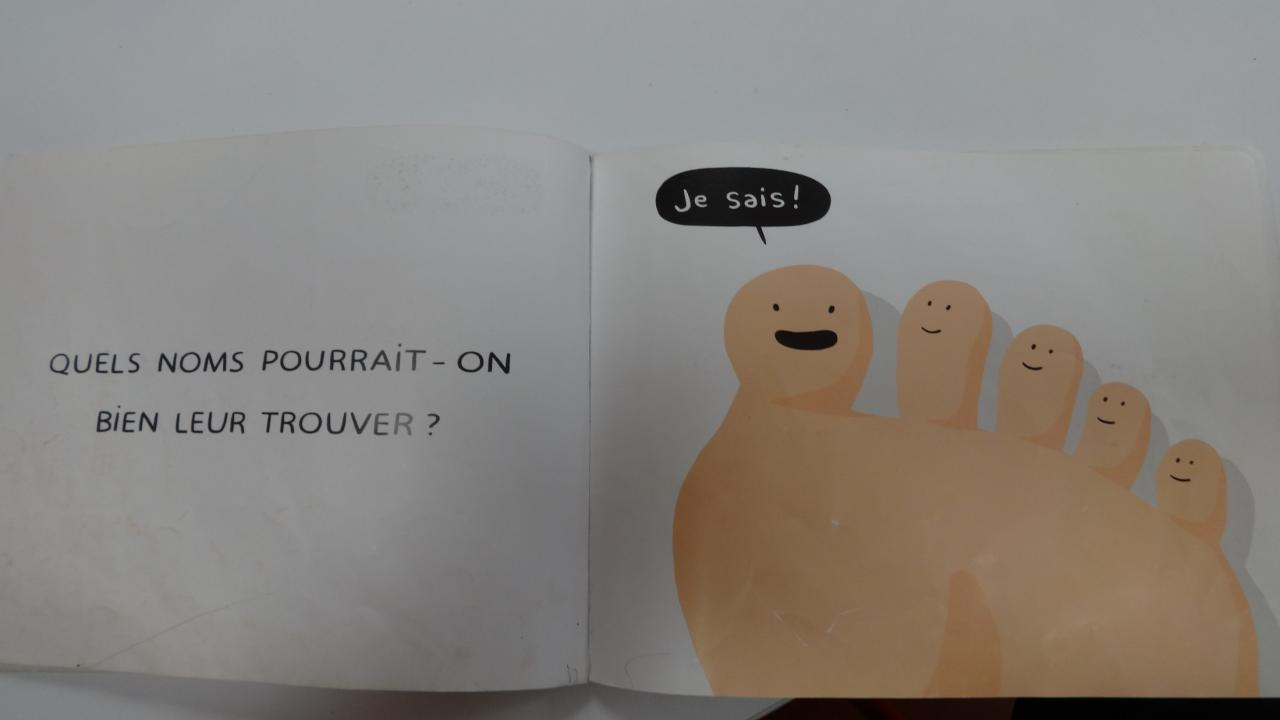 QUELS NOMS POURRAiT-ON
BiEN LEUR TROUVER ?
Je sais!